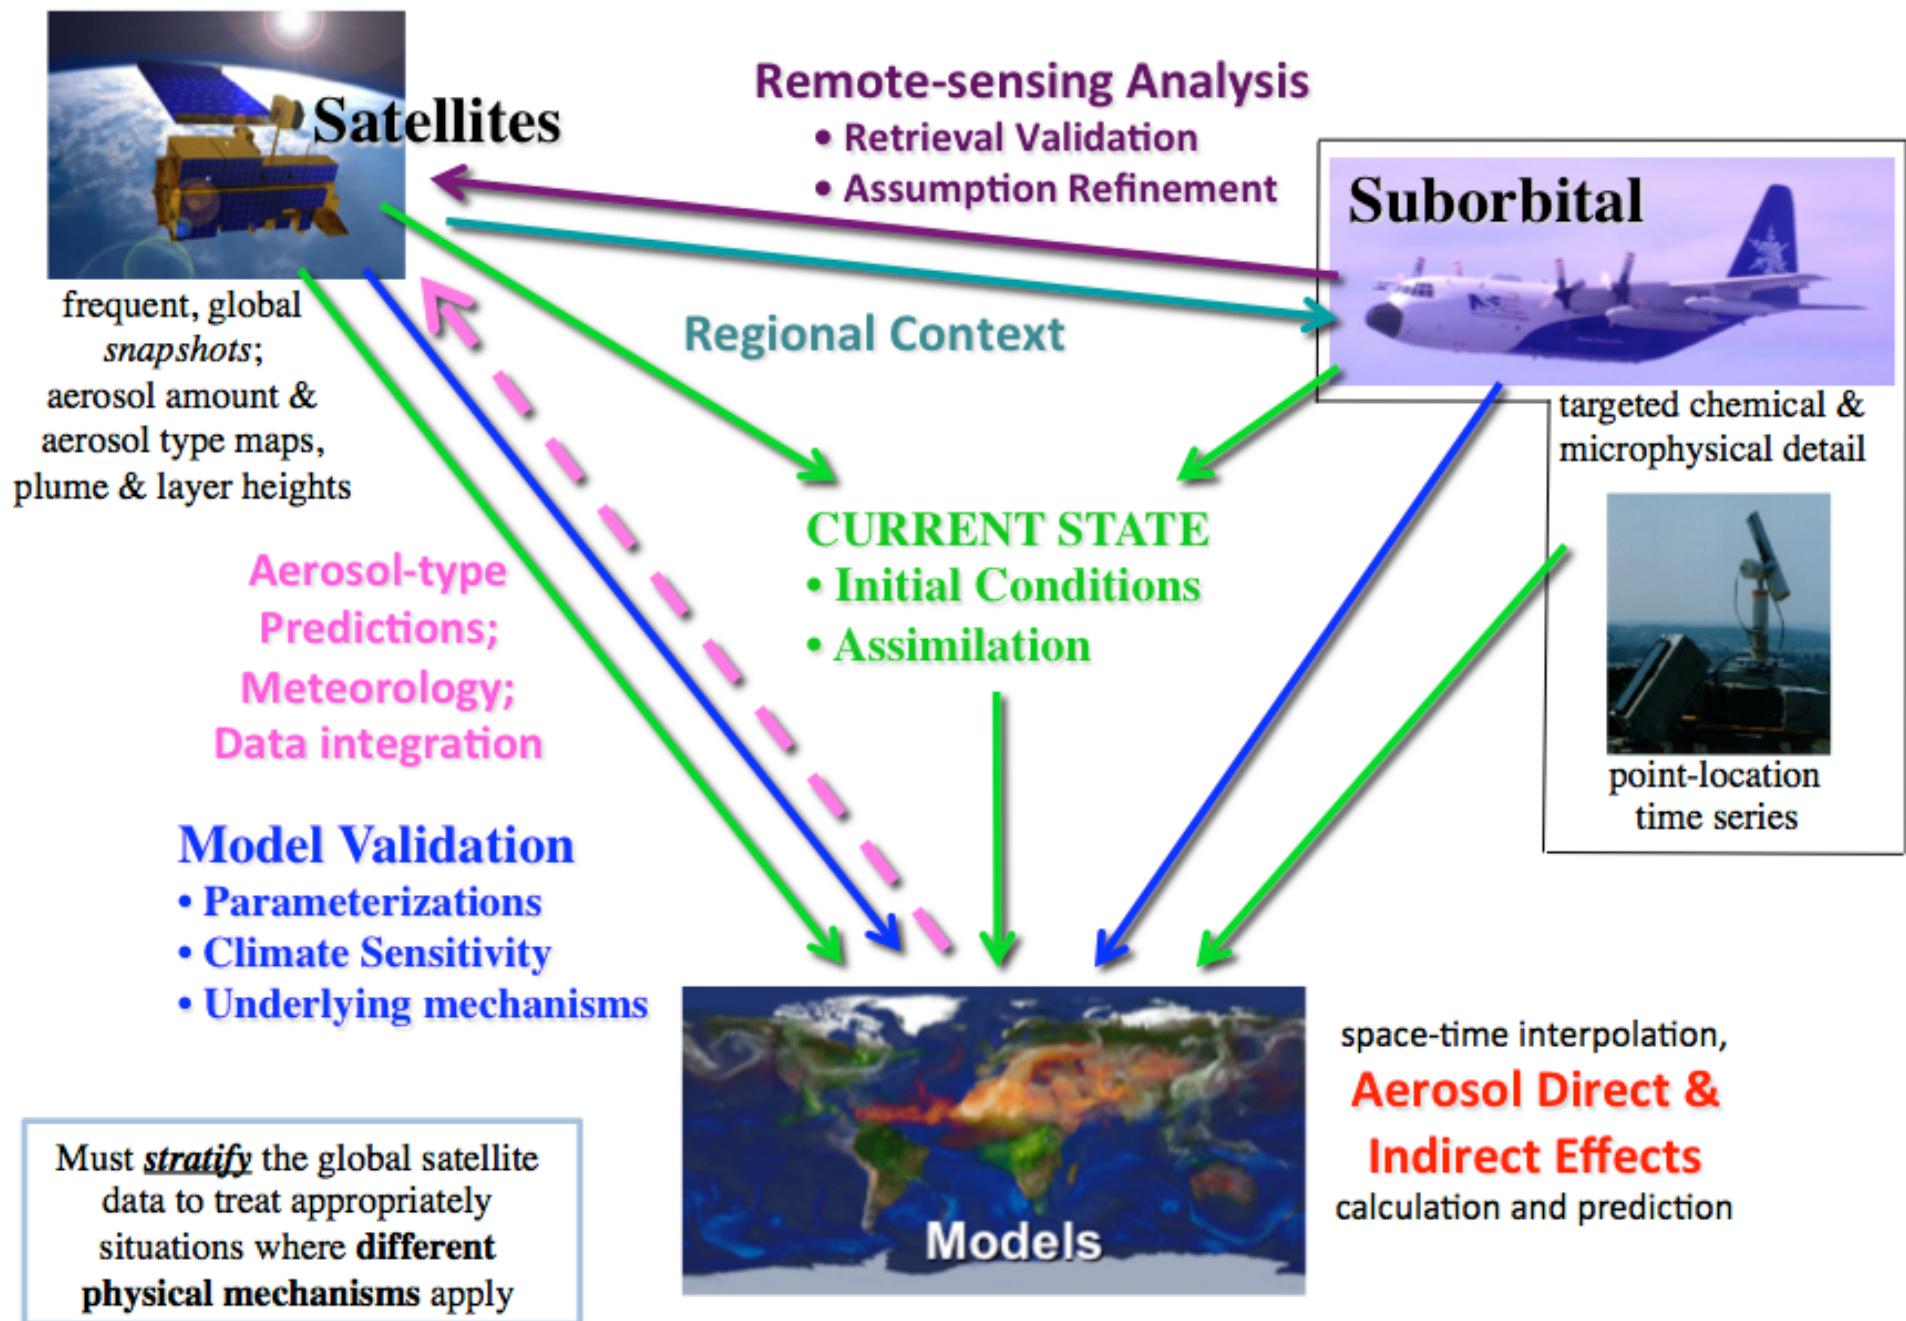 Satellites
frequent, global
snapshots;
aerosol amount &
aerosol type maps,
plume & layer heights
Remote-sensing Analysis
• Retrieval Validation
• Assumption Refinement
Regional Context
Suborbital
targeted chemical &
microphysical detail
point-location
time series
CURRENT STATE
• Initial Conditions
• Assimilation
Aerosol-type
Predictions;
Meteorology;
Data integration
Model Validation
• Parameterizations
• Climate Sensitivity
• Underlying mechanisms
Models
space-time interpolation,
Aerosol Direct &
Indirect Effects
calculation and prediction
Must stratify the global satellite
data to treat appropriately
situations where different
physical mechanisms apply